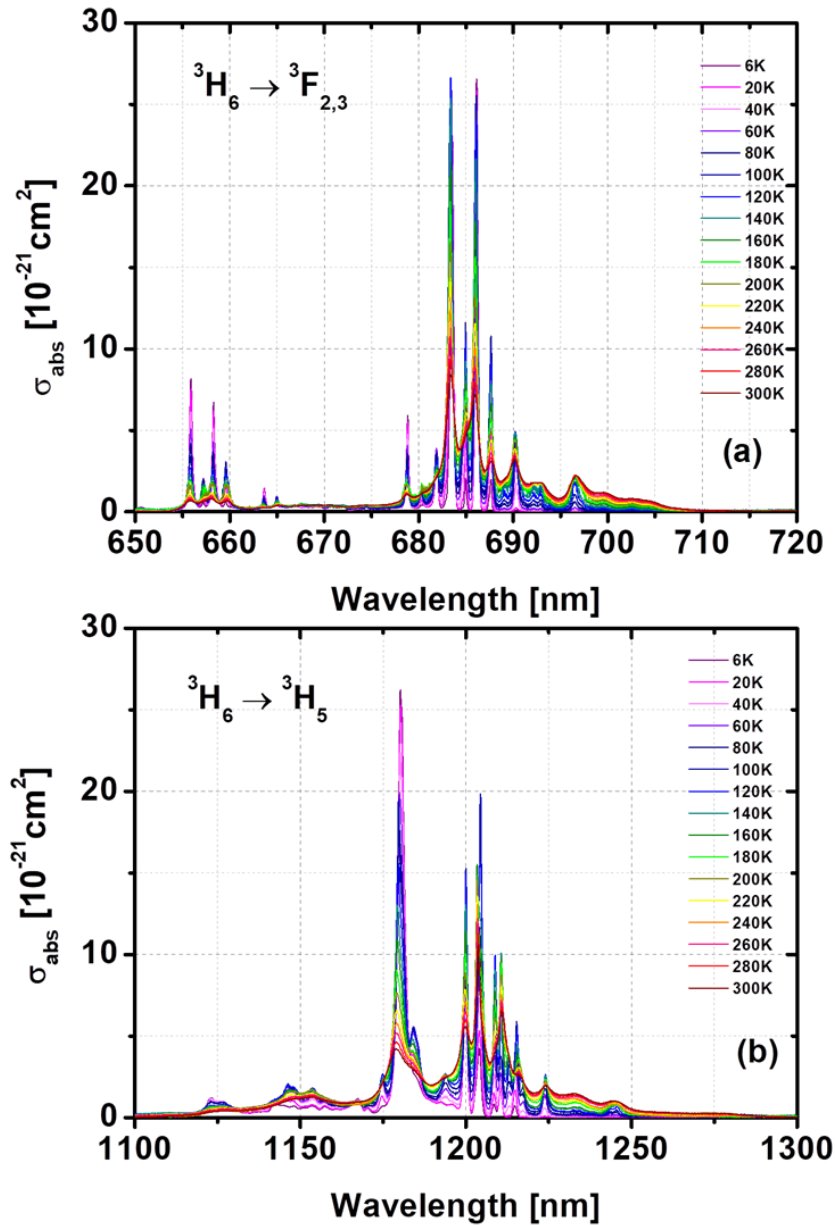 30
20
10
0
σabs [10⁻²¹cm²]
³H₆ → ³F₂,₃
6K
20K
40K
60K
80K
100K
120K
140K
160K
180K
200K
220K
240K
260K
280K
300K
(a)
650 660 670 680 690 700 710 720
Wavelength [nm]
30
20
10
0
σabs [10⁻²¹cm²]
³H₆ → ³H₅
6K
20K
40K
60K
80K
100K
120K
140K
160K
180K
200K
220K
240K
260K
280K
300K
(b)
1100 1150 1200 1250 1300
Wavelength [nm]